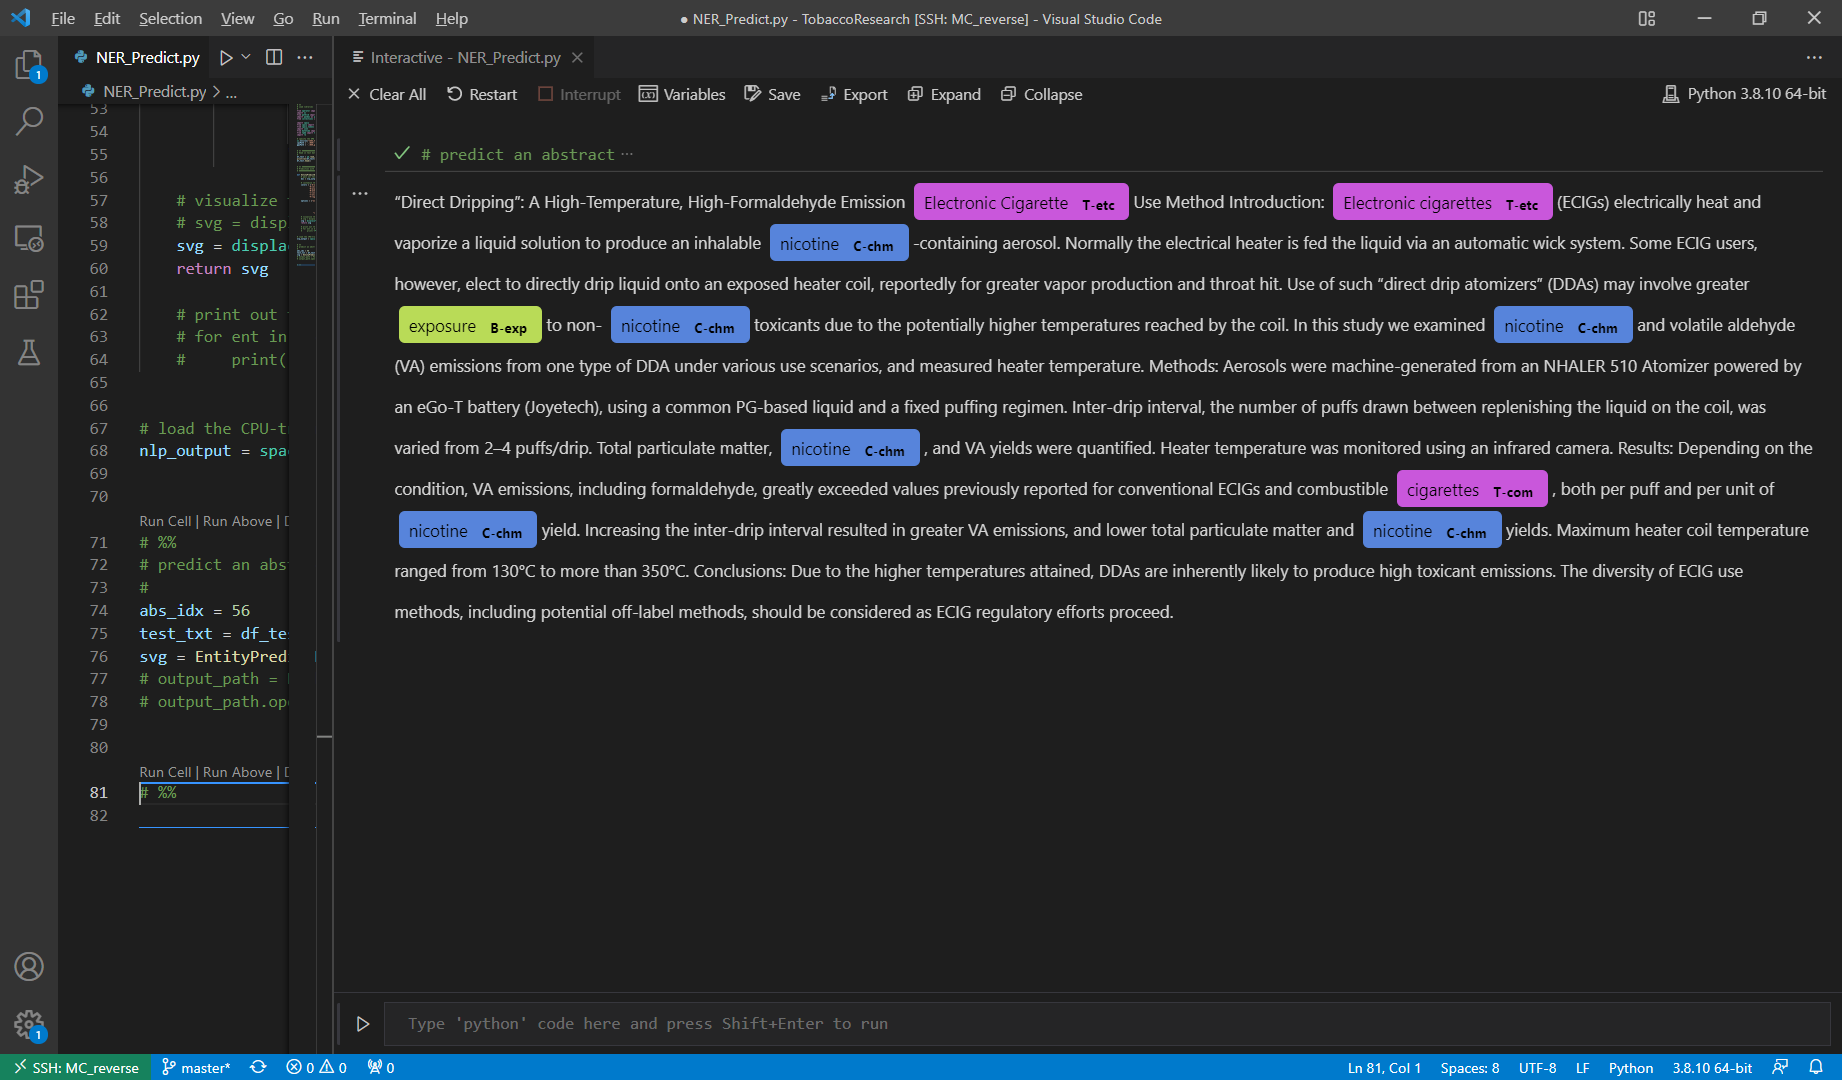 File Edit Selection View Go Run Terminal Help
● NER_Predict.py - TobaccoResearch [SSH: MC_reverse] - Visual Studio Code
1
NER_Predict.py
NER_Predict.py > ...
53
54
55
56
57 # visualize
58 # svg = disp
59 svg = displa
60 return svg
61
62 # print out
63 # for ent in
64 # print(
65
66
67 # load the CPU-t
68 nlp_output = spa
69
70
Run Cell | Run Above |
71 # %%
72 # predict an abs
73 #
74 abs_idx = 56
75 test_txt = df_te
76 svg = EntityPred
77 # output_path =
78 # output_path.op
79
80
Run Cell | Run Above |
81 # %%
82
1
Interactive - NER_Predict.py
Clear All Restart Interrupt Variables Save Export Expand Collapse
Python 3.8.10 64-bit
# predict an abstract ...
“Direct Dripping”: A High-Temperature, High-Formaldehyde Emission Electronic Cigarette T-etc Use Method Introduction: Electronic cigarettes T-etc (ECIGs) electrically heat and
vaporize a liquid solution to produce an inhalable nicotine C-chm -containing aerosol. Normally the electrical heater is fed the liquid via an automatic wick system. Some ECIG users,
however, elect to directly drip liquid onto an exposed heater coil, reportedly for greater vapor production and throat hit. Use of such “direct drip atomizers” (DDAs) may involve greater
exposure B-exp to non- nicotine C-chm toxicants due to the potentially higher temperatures reached by the coil. In this study we examined nicotine C-chm and volatile aldehyde
(VA) emissions from one type of DDA under various use scenarios, and measured heater temperature. Methods: Aerosols were machine-generated from an NHALER 510 Atomizer powered by
an eGo-T battery (Joyetech), using a common PG-based liquid and a fixed puffing regimen. Inter-drip interval, the number of puffs drawn between replenishing the liquid on the coil, was
varied from 2–4 puffs/drip. Total particulate matter, nicotine C-chm , and VA yields were quantified. Heater temperature was monitored using an infrared camera. Results: Depending on the
condition, VA emissions, including formaldehyde, greatly exceeded values previously reported for conventional ECIGs and combustible cigarettes T-com , both per puff and per unit of
nicotine C-chm yield. Increasing the inter-drip interval resulted in greater VA emissions, and lower total particulate matter and nicotine C-chm yields. Maximum heater coil temperature
ranged from 130°C to more than 350°C. Conclusions: Due to the higher temperatures attained, DDAs are inherently likely to produce high toxicant emissions. The diversity of ECIG use
methods, including potential off-label methods, should be considered as ECIG regulatory efforts proceed.
Type 'python' code here and press Shift+Enter to run
SSH: MC_reverse master* 0 0 0 Ln 81, Col 1 Spaces: 8 UTF-8 LF Python 3.8.10 64-bit